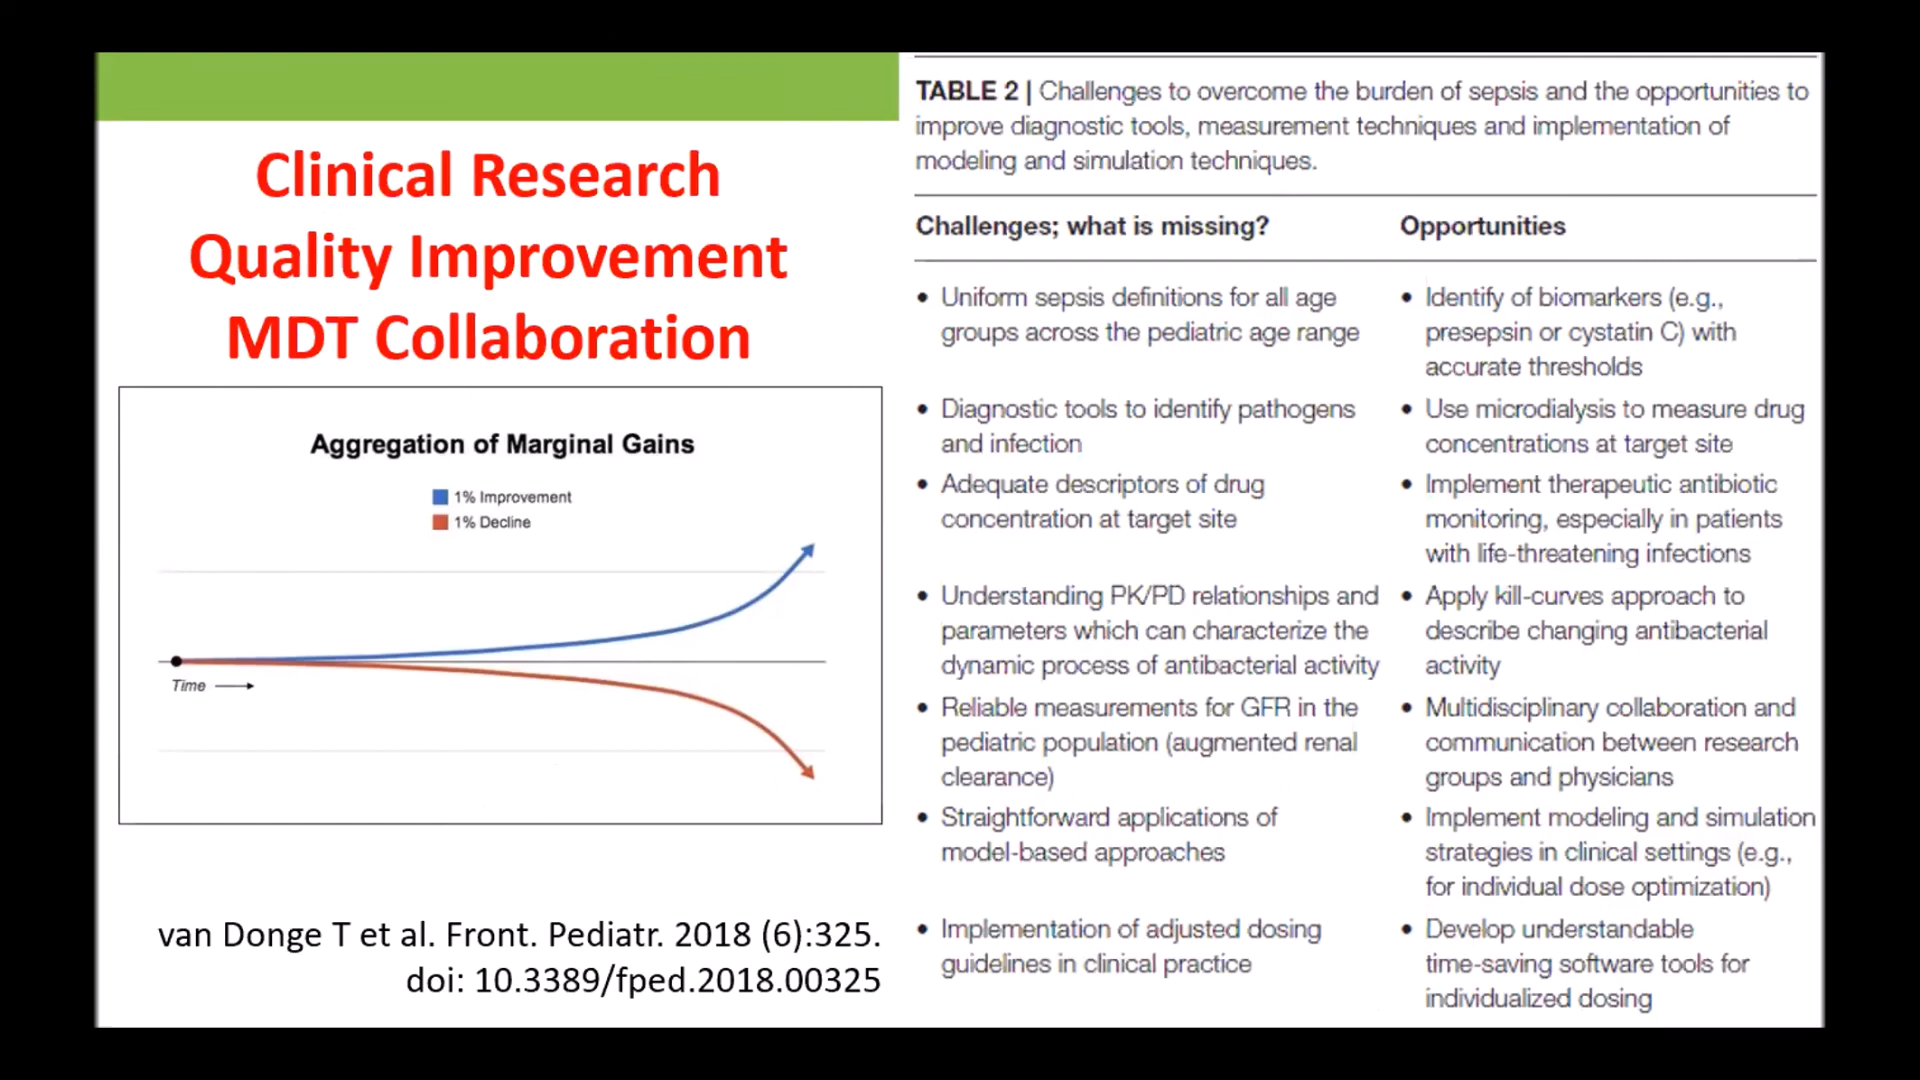 Clinical Research
Quality Improvement
MDT Collaboration
Aggregation of Marginal Gains
1% Improvement
1% Decline
Time
van Donge T et al. Front. Pediatr. 2018 (6):325.
doi: 10.3389/fped.2018.00325
TABLE 2 | Challenges to overcome the burden of sepsis and the opportunities to
improve diagnostic tools, measurement techniques and implementation of
modeling and simulation techniques.
Challenges; what is missing?
Opportunities
• Uniform sepsis definitions for all age
groups across the pediatric age range
• Identify of biomarkers (e.g.,
presepsin or cystatin C) with
accurate thresholds
• Diagnostic tools to identify pathogens
and infection
• Use microdialysis to measure drug
concentrations at target site
• Adequate descriptors of drug
concentration at target site
• Implement therapeutic antibiotic
monitoring, especially in patients
with life-threatening infections
• Understanding PK/PD relationships and
parameters which can characterize the
dynamic process of antibacterial activity
• Apply kill-curves approach to
describe changing antibacterial
activity
• Reliable measurements for GFR in the
pediatric population (augmented renal
clearance)
• Multidisciplinary collaboration and
communication between research
groups and physicians
• Straightforward applications of
model-based approaches
• Implement modeling and simulation
strategies in clinical settings (e.g.,
for individual dose optimization)
• Implementation of adjusted dosing
guidelines in clinical practice
• Develop understandable
time-saving software tools for
individualized dosing